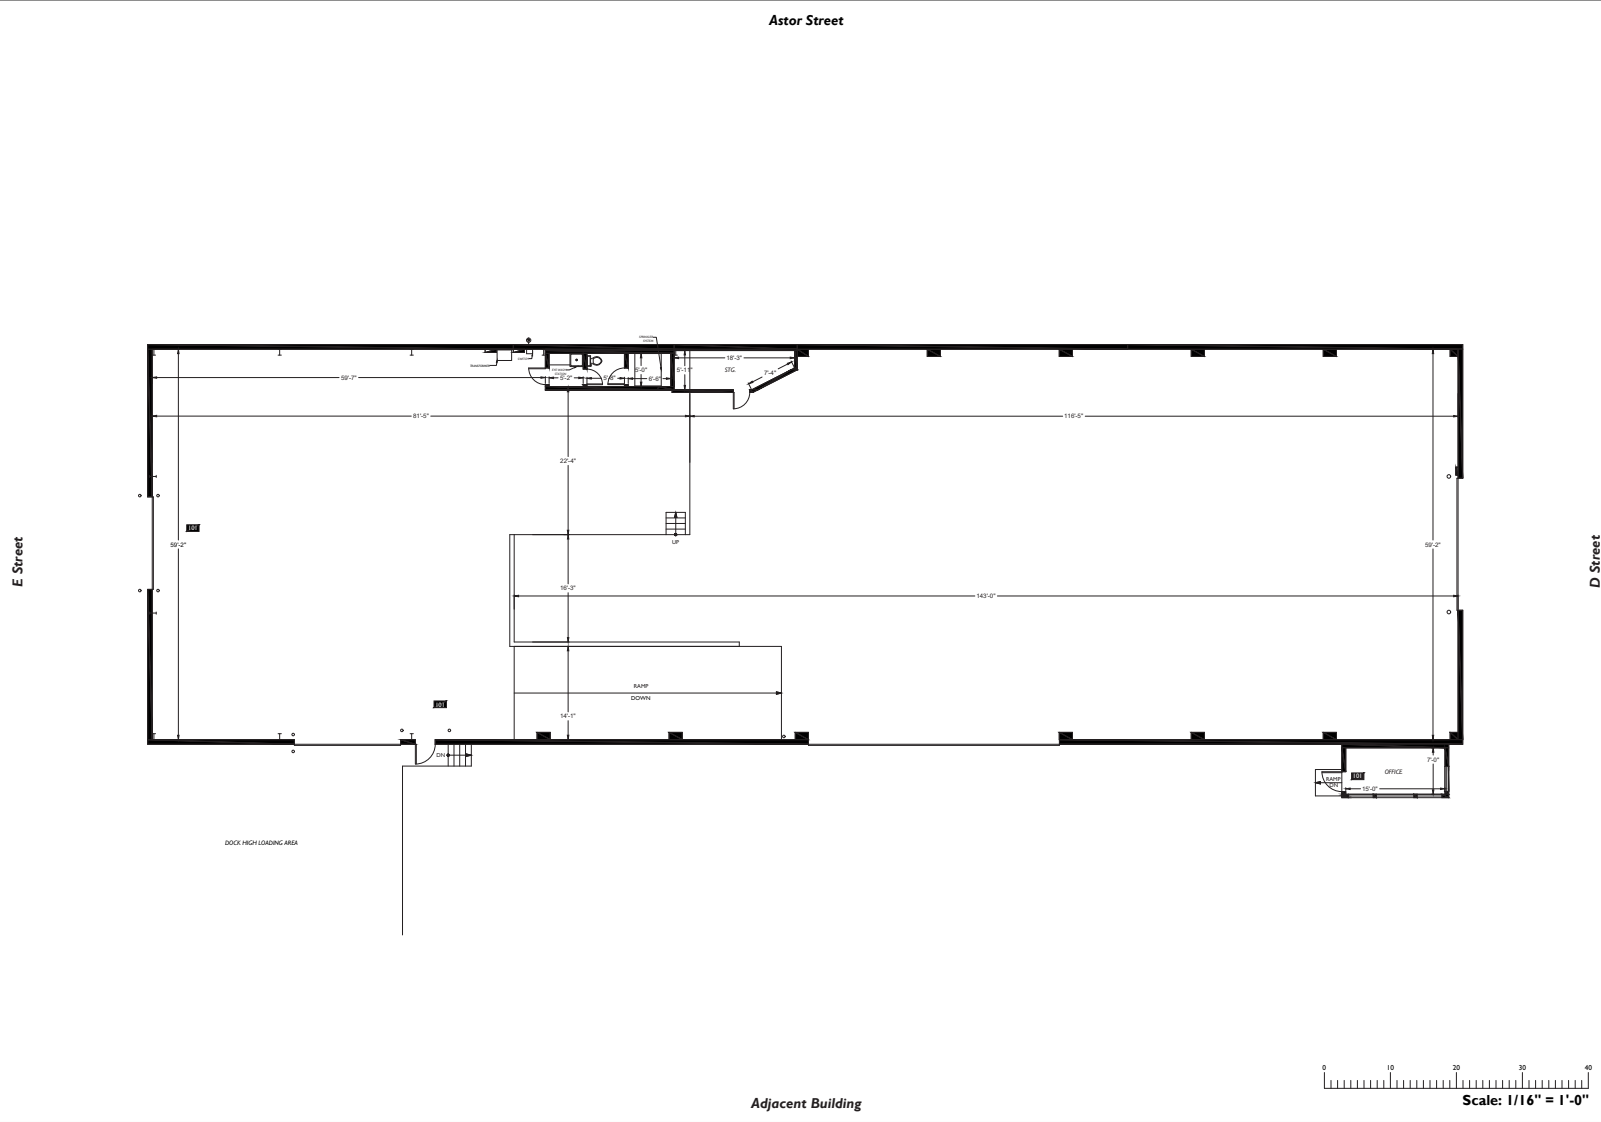 Astor Street
18'-3"
STG.
5'-0"
5'-11"
7'-4"
59'-7"
5'-2"
6'-6"
81'-5"
116'-5"
22'-4"
101
UP
59'-2"
59'-2"
E Street
D Street
16'-3"
143'-0"
RAMP
DOWN
101
14'-1"
DN
7'-0"
OFFICE
101
RAMP
DN
15'-0"
DOCK HIGH LOADING AREA
0 10 20 30 40
Scale: 1/16" = 1'-0"
Adjacent Building